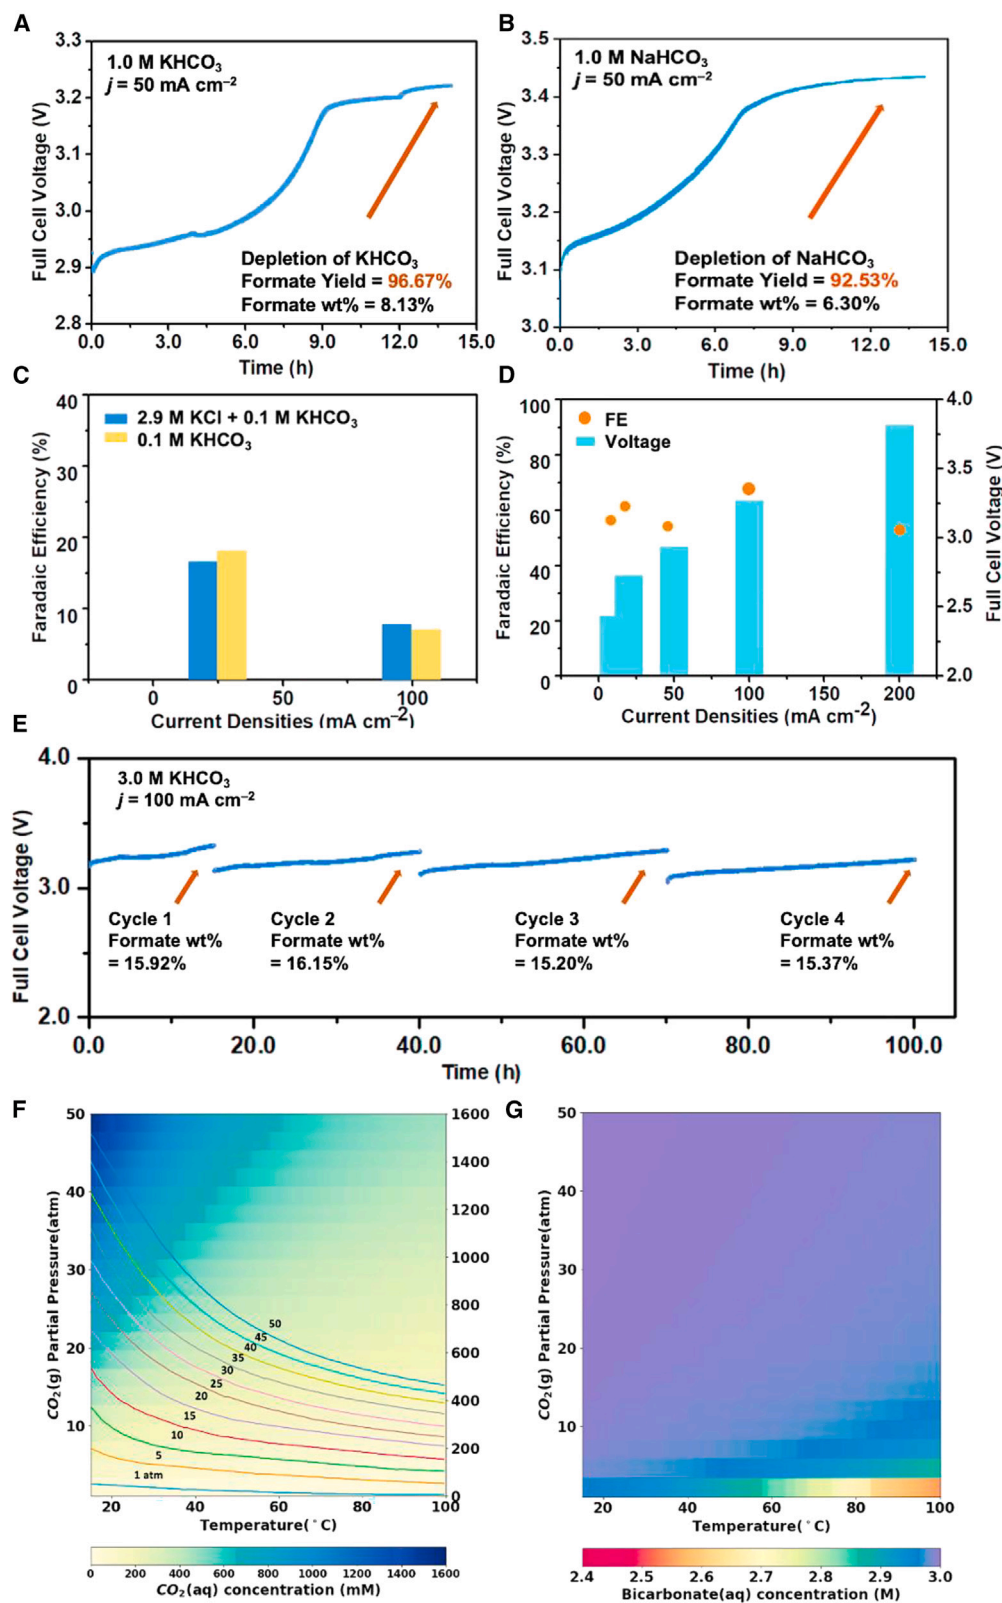 A
3.3
3.2
3.1
3.0
2.9
2.8
Full Cell Voltage (V)
1.0 M KHCO₃
j = 50 mA cm⁻²
Depletion of KHCO₃
Formate Yield = 96.67%
Formate wt% = 8.13%
0.0 3.0 6.0 9.0 12.0 15.0
Time (h)
B
3.5
3.4
3.3
3.2
3.1
3.0
Full Cell Voltage (V)
1.0 M NaHCO₃
j = 50 mA cm⁻²
Depletion of NaHCO₃
Formate Yield = 92.53%
Formate wt% = 6.30%
0.0 3.0 6.0 9.0 12.0 15.0
Time (h)
C
40
30
20
10
0
Faradaic Efficiency (%)
2.9 M KCl + 0.1 M KHCO₃
0.1 M KHCO₃
0 50 100
Current Densities (mA cm⁻²)
D
100
80
60
40
20
0
Faradaic Efficiency (%)
FE
Voltage
4.0
3.5
3.0
2.5
2.0
Full Cell Voltage (V)
0 50 100 150 200
Current Densities (mA cm⁻²)
E
4.0
3.0
2.0
Full Cell Voltage (V)
3.0 M KHCO₃
j = 100 mA cm⁻²
Cycle 1
Formate wt%
= 15.92%
Cycle 2
Formate wt%
= 16.15%
Cycle 3
Formate wt%
= 15.20%
Cycle 4
Formate wt%
= 15.37%
0.0 20.0 40.0 60.0 80.0 100.0
Time (h)
F
50
40
30
20
10
CO₂(g) Partial Pressure(atm)
1600
1400
1200
1000
800
600
400
200
0
50
45
40
35
30
25
20
15
10
5
1 atm
20 40 60 80 100
Temperature(°C)
0 200 400 600 800 1000 1200 1400 1600
CO₂(aq) concentration (mM)
G
50
40
30
20
10
CO₂(g) Partial Pressure(atm)
20 40 60 80 100
Temperature(°C)
2.4 2.5 2.6 2.7 2.8 2.9 3.0
Bicarbonate(aq) concentration (M)